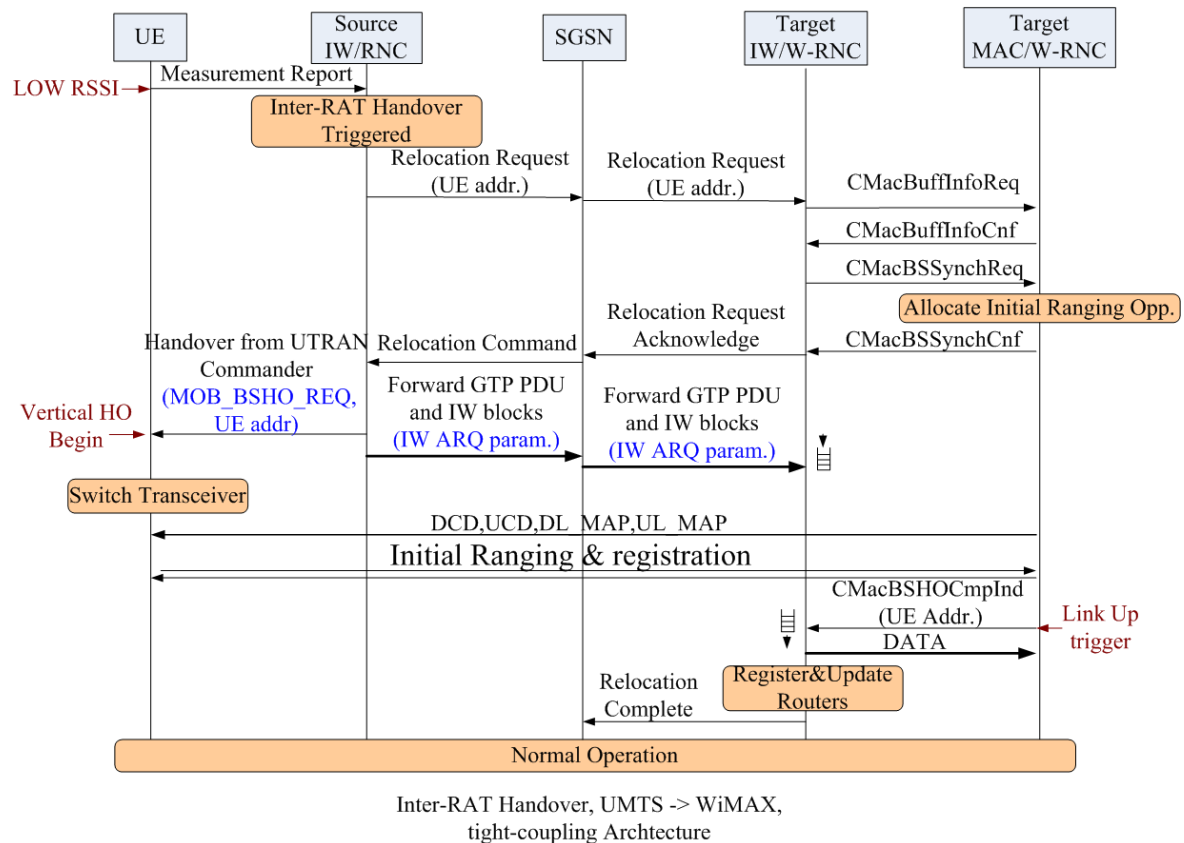 UE
Source
IW/RNC
SGSN
Target
IW/W-RNC
Target
MAC/W-RNC
LOW RSSI
Measurement Report
Inter-RAT Handover
Triggered
Relocation Request
(UE addr.)
Relocation Request
(UE addr.)
CMacBuffInfoReq
CMacBuffInfoCnf
CMacBSSynchReq
Allocate Initial Ranging Opp.
Relocation Request
Acknowledge
CMacBSSynchCnf
Relocation Command
Handover from UTRAN
Commander
(MOB_BSHO_REQ,
UE addr)
Vertical HO
Begin
Forward GTP PDU
and IW blocks
(IW ARQ param.)
Forward GTP PDU
and IW blocks
(IW ARQ param.)
Switch Transceiver
DCD,UCD,DL_MAP,UL_MAP
Initial Ranging & registration
CMacBSHOCmpInd
(UE Addr.)
Link Up
trigger
DATA
Register&Update
Routers
Relocation
Complete
Normal Operation
Inter-RAT Handover, UMTS -> WiMAX,
tight-coupling Archtecture